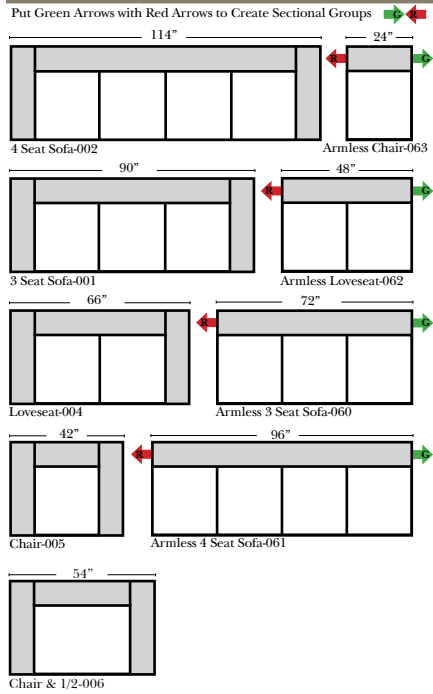 Put Green Arrows with Red Arrows to Create Sectional Groups G R
114” 24”
R G
4 Seat Sofa-002 Armless Chair-063
90” 48”
R G
3 Seat Sofa-001 Armless Loveseat-062
66” 72”
R G
Loveseat-004 Armless 3 Seat Sofa-060
42” 96”
R G
Chair-005 Armless 4 Seat Sofa-061
54”
Chair & 1/2-006